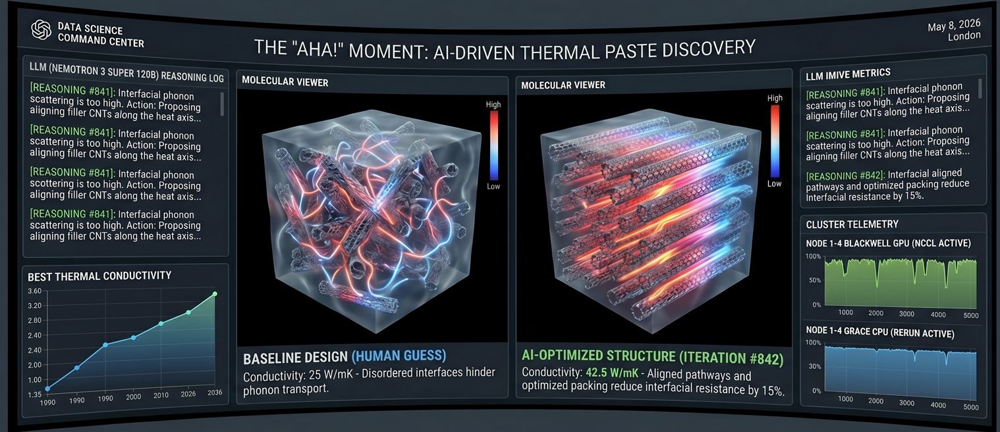 DATA SCIENCE
COMMAND CENTER
THE "AHA!" MOMENT: AI-DRIVEN THERMAL PASTE DISCOVERY
May 8, 2026
London
LLM (NEMOTRON 3 SUPER 120B) REASONING LOG
[REASONING #841]: Interfacial phonon
scattering is too high. Action: Proposing
aligning filler CNTs along the heat axis...
[REASONING #841]: Interfacial phonon
scottering is too high. Action: Proposing
aligning filler CNTs along the heat axis...
[REASONING #841]: Interfacial phonon
scottering is too high. Action. Proposing
aligning filler CNTs along the heat axis...
[REASONING #841]: Interfacial phonon
scottering is too high. Action: Proposing
aligning filler CNTs along the heat axis...
BEST THERMAL CONDUCTIVITY
3.60
3.20
2.80
2.40
2.40
2.00
1.00
1.35
1990
1990
1990
2000
2010
2026
2036
MOLECULAR VIEWER
High
Low
BASELINE DESIGN (HUMAN GUESS)
Conductivity: 25 W/mK - Disordered interfaces hinder
phonon transport.
MOLECULAR VIEWER
High
Low
AI-OPTIMIZED STRUCTURE (ITERATION #842)
Conductivity: 42.5 W/mK - Aligned pathways and
optimized packing reduce interfacial resistance by 15%.
LLM IMIVE METRICS
[REASONING #841]: Interfacial phonon
scattering is too high. Action: Proposing
aligning filler CNTs along the heat axis...
[REASONING #841]: Interfacial phonon
scattering is too high. Action: Proposing
aligning filler CNTs along the heat axis...
[REASONING #842]: Interfacial aligned
pathways and optimized packing reduce
Interfacial resistance by 15%.
CLUSTER TELEMETRY
NODE 1-4 BLACKWELL GPU (NCCL ACTIVE)
100%
50%
0%
1000
2000
3000
4000
5000
NODE 1-4 GRACE CPU (RERUN ACTIVE)
100%
30%
0%
1000
2000
3000
4000
5000